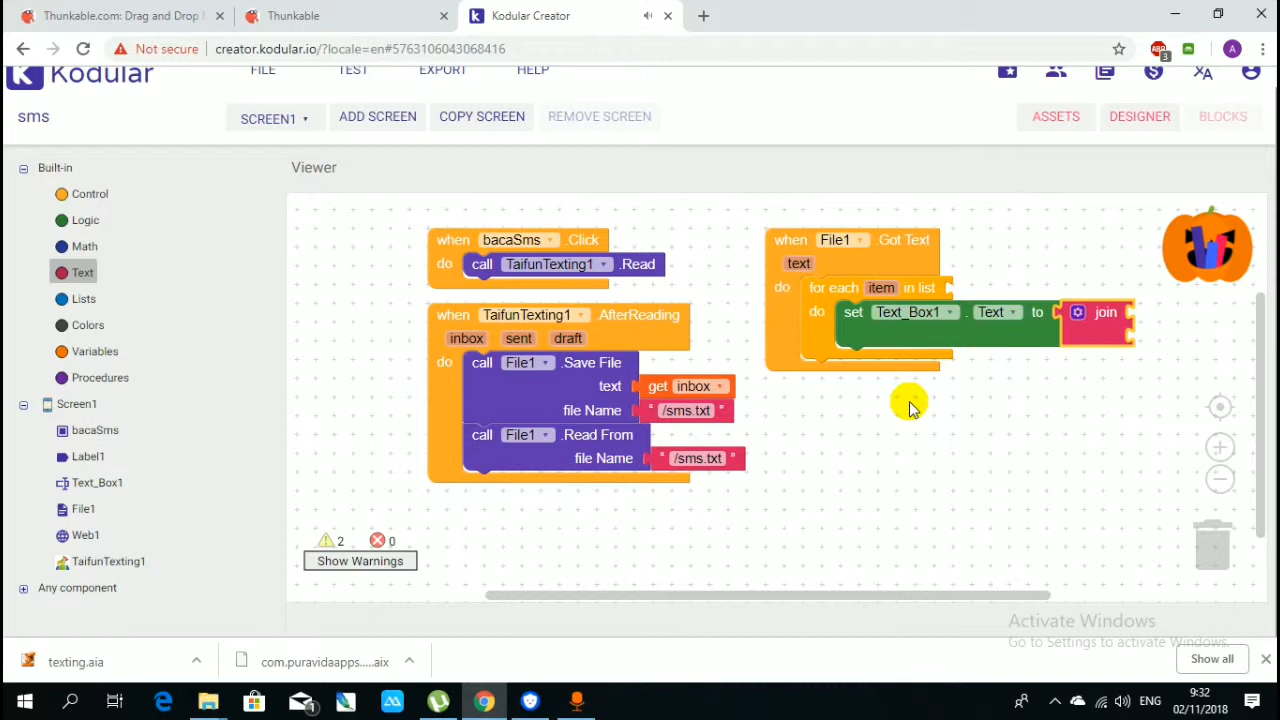 Thunkable.com: Drag and Drop
Thunkable
Kodular Creator
Not secure
creator.kodular.io/?locale=en#5763106043068416
ABP
3
A
Kodular
FILE
TEST
EXPORT
HELP
sms
SCREEN1
ADD SCREEN
COPY SCREEN
REMOVE SCREEN
ASSETS
DESIGNER
BLOCKS
Built-in
Viewer
Control
Logic
Math
Text
Lists
Colors
Variables
Procedures
Screen1
bacaSms
Label1
Text_Box1
File1
Web1
TaifunTexting1
Any component
when bacaSms .Click
do call TaifunTexting1 .Read
when TaifunTexting1 .AfterReading
inbox sent draft
do call File1 .Save File
text get inbox
file Name " /sms.txt "
call File1 .Read From
file Name " /sms.txt "
when File1 .Got Text
text
do for each item in list
do set Text_Box1 . Text to join
2 0
Show Warnings
Activate Windows
Go to Settings to activate Windows.
texting.aia
com.puravidaapps.....aix
Show all
1
ENG
9:32
02/11/2018